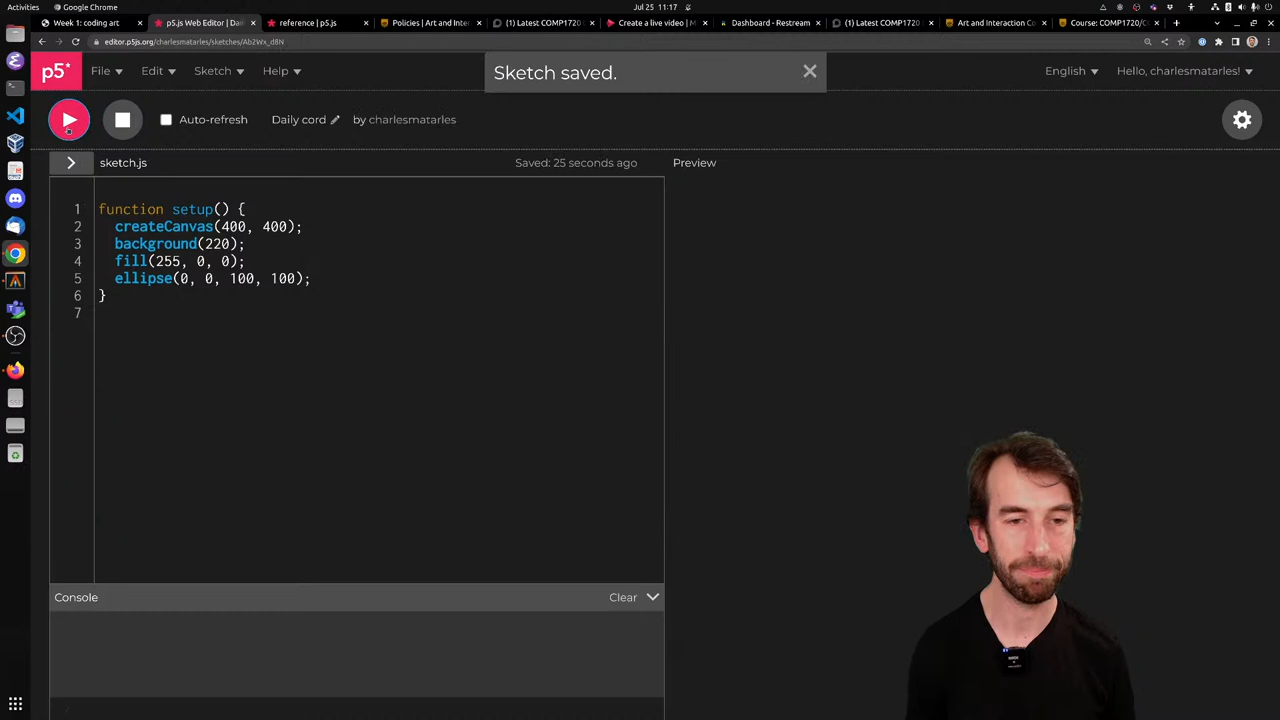 Activities
Google Chrome
Jul 25 11:17
Week 1: coding art
p5.js Web Editor | Dai
reference | p5.js
Policies | Art and Inter
(1) Latest COMP1720/
Create a live video | M
Dashboard - Restream
(1) Latest COMP1720/
Art and Interaction Co
Course: COMP1720/C
editor.p5js.org/charlesmatarles/sketches/Ab2Wx_d8N
p5*
File
Edit
Sketch
Help
Sketch saved.
English
Hello, charlesmatarles!
Auto-refresh
Daily cord
by charlesmatarles
sketch.js
Saved: 25 seconds ago
Preview
1 function setup() {
2 createCanvas(400, 400);
3 background(220);
4 fill(255, 0, 0);
5 ellipse(0, 0, 100, 100);
6 }
7
Console
Clear